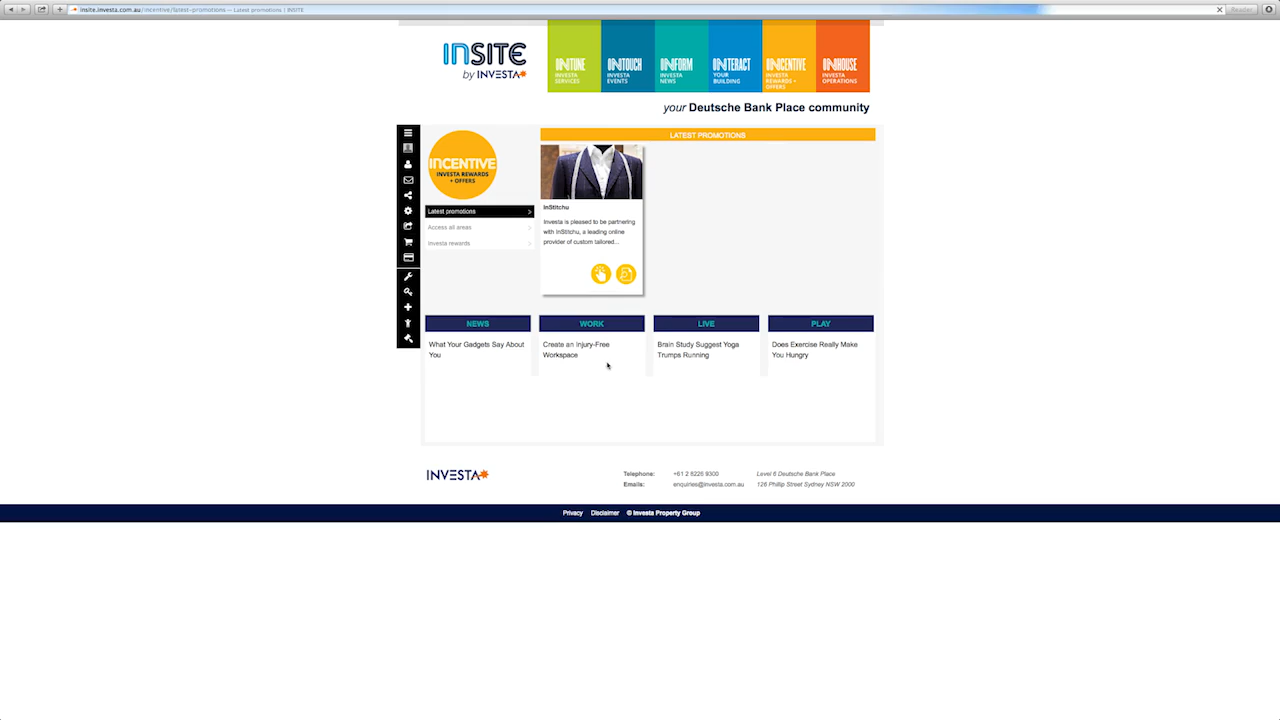 insite.investa.com.au/incentive/latest-promotions — Latest promotions | INSITE
Reader
INSITE
by INVESTA
INTUNE
INVESTA
SERVICES
INTOUCH
INVESTA
EVENTS
INFORM
INVESTA
NEWS
INTERACT
YOUR
BUILDING
INCENTIVE
INVESTA
REWARDS +
OFFERS
INHOUSE
INVESTA
OPERATIONS
your Deutsche Bank Place community
INCENTIVE
INVESTA REWARDS
+ OFFERS
Latest promotions
Access all areas
Investa rewards
LATEST PROMOTIONS
InStitchu
Investa is pleased to be partnering
with InStitchu, a leading online
provider of custom tailored...
NEWS
What Your Gadgets Say About
You
WORK
Create an Injury-Free
Workspace
LIVE
Brain Study Suggest Yoga
Trumps Running
PLAY
Does Exercise Really Make
You Hungry
INVESTA
Telephone: +61 2 8226 9300
Emails: enquiries@investa.com.au
Level 6 Deutsche Bank Place
126 Phillip Street Sydney NSW 2000
Privacy Disclaimer © Investa Property Group